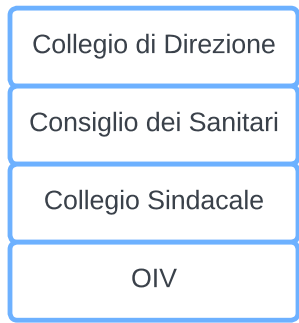 Collegio di Direzione
Consiglio dei Sanitari
Collegio Sindacale
OIV